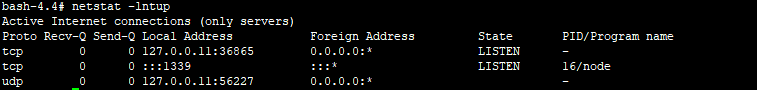 bash-4.4# netstat -lntup
Active Internet connections (only servers)
Proto Recv-Q Send-Q Local Address           Foreign Address         State       PID/Program name
tcp        0      0 127.0.0.11:36865        0.0.0.0:*               LISTEN      -
tcp        0      0 :::1339                 :::*                    LISTEN      16/node
udp        0      0 127.0.0.11:56227        0.0.0.0:*                           -